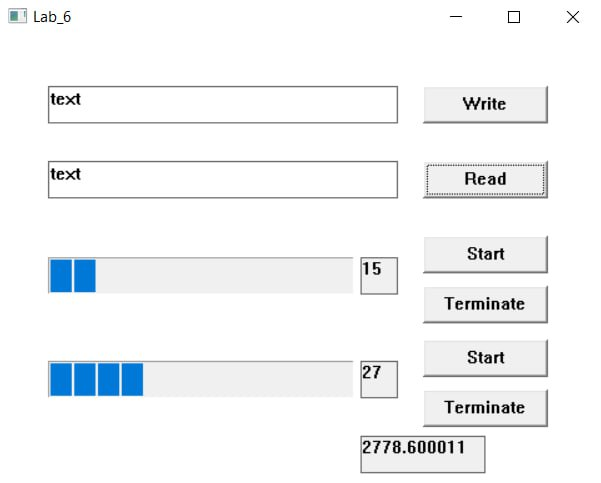 Lab_6
text Write
text Read
15 Start
Terminate
27 Start
Terminate
2778.600011